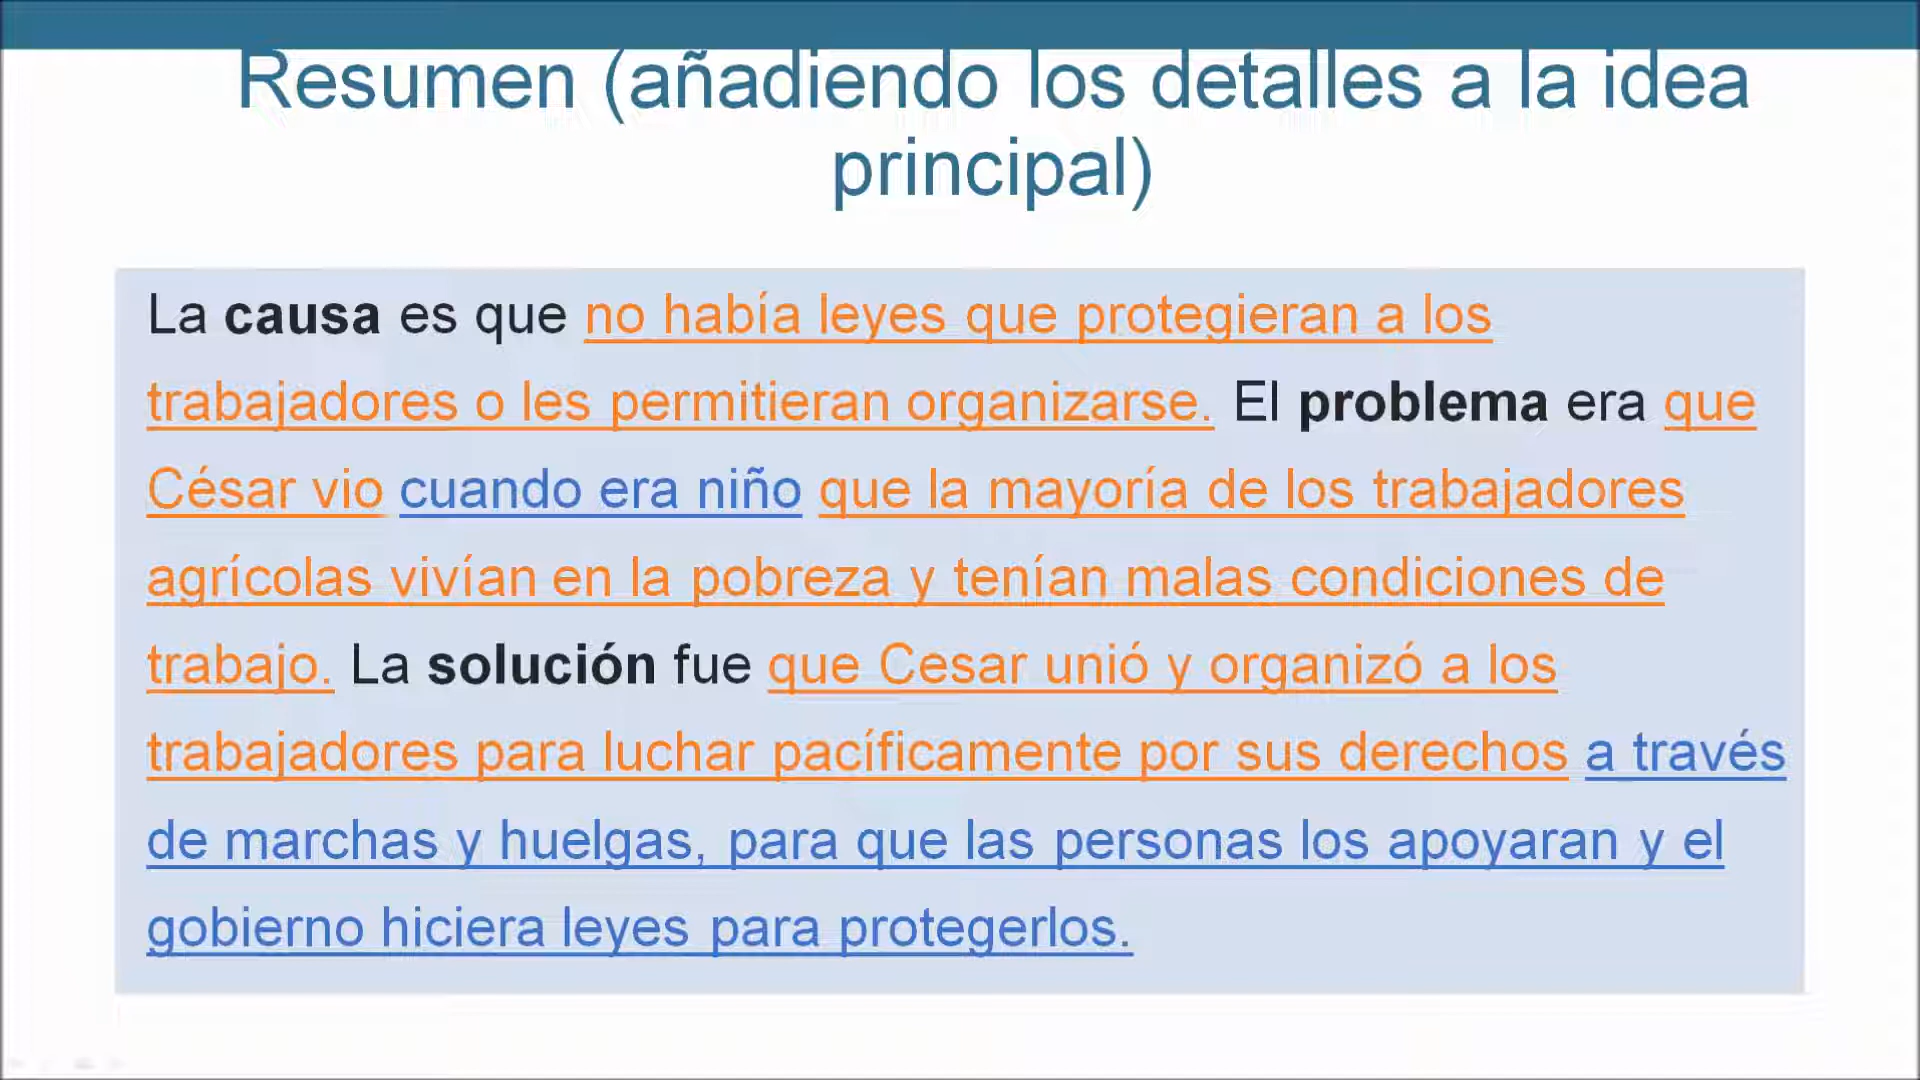 Resumen (añadiendo los detalles a la idea
principal)
La causa es que no había leyes que protegieran a los
trabajadores o les permitieran organizarse. El problema era que
César vio cuando era niño que la mayoría de los trabajadores
agrícolas vivían en la pobreza y tenían malas condiciones de
trabajo. La solución fue que Cesar unió y organizó a los
trabajadores para luchar pacíficamente por sus derechos a través
de marchas y huelgas, para que las personas los apoyaran y el
gobierno hiciera leyes para protegerlos.